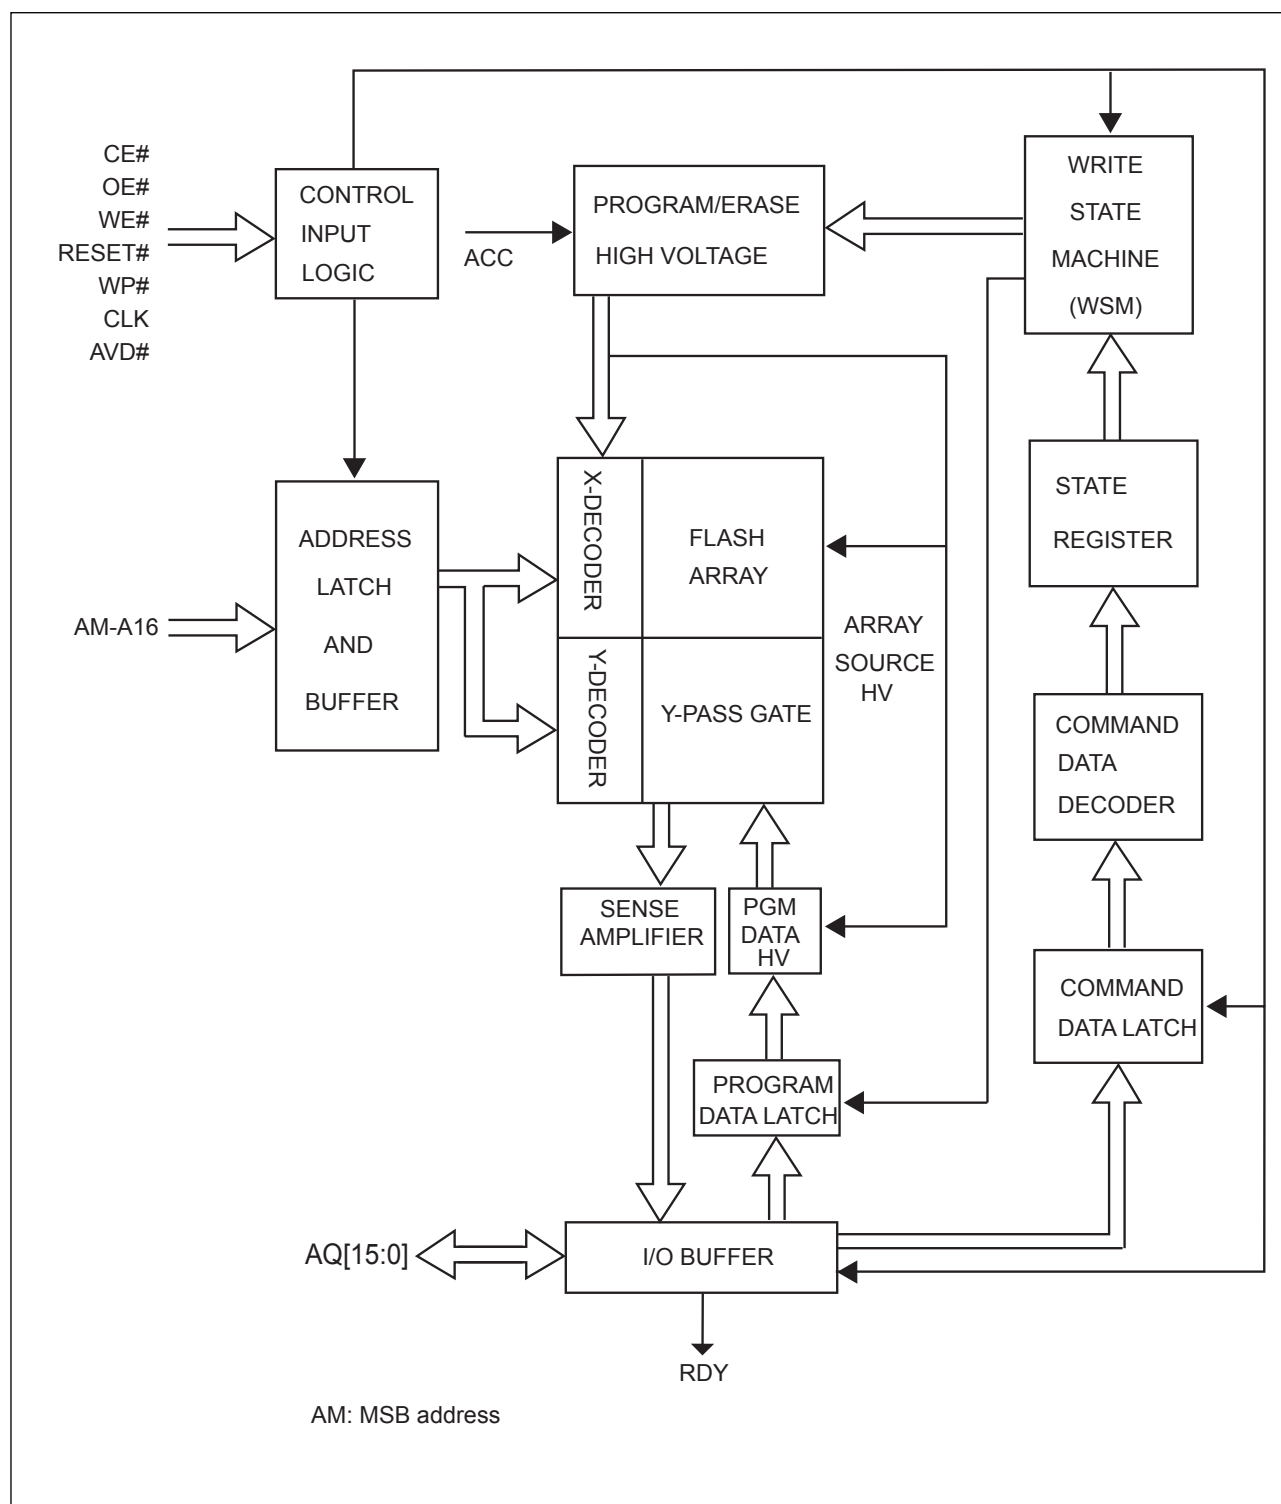 CE#
OE#
WE#
RESET#
WP#
CLK
AVD#
CONTROL
INPUT
LOGIC
ACC
PROGRAM/ERASE
HIGH VOLTAGE
WRITE
STATE
MACHINE
(WSM)
AM-A16
ADDRESS
LATCH
AND
BUFFER
X-DECODER
FLASH
ARRAY
Y-DECODER
Y-PASS GATE
ARRAY
SOURCE
HV
STATE
REGISTER
COMMAND
DATA
DECODER
SENSE
AMPLIFIER
PGM
DATA
HV
COMMAND
DATA LATCH
PROGRAM
DATA LATCH
AQ[15:0]
I/O BUFFER
RDY
AM: MSB address